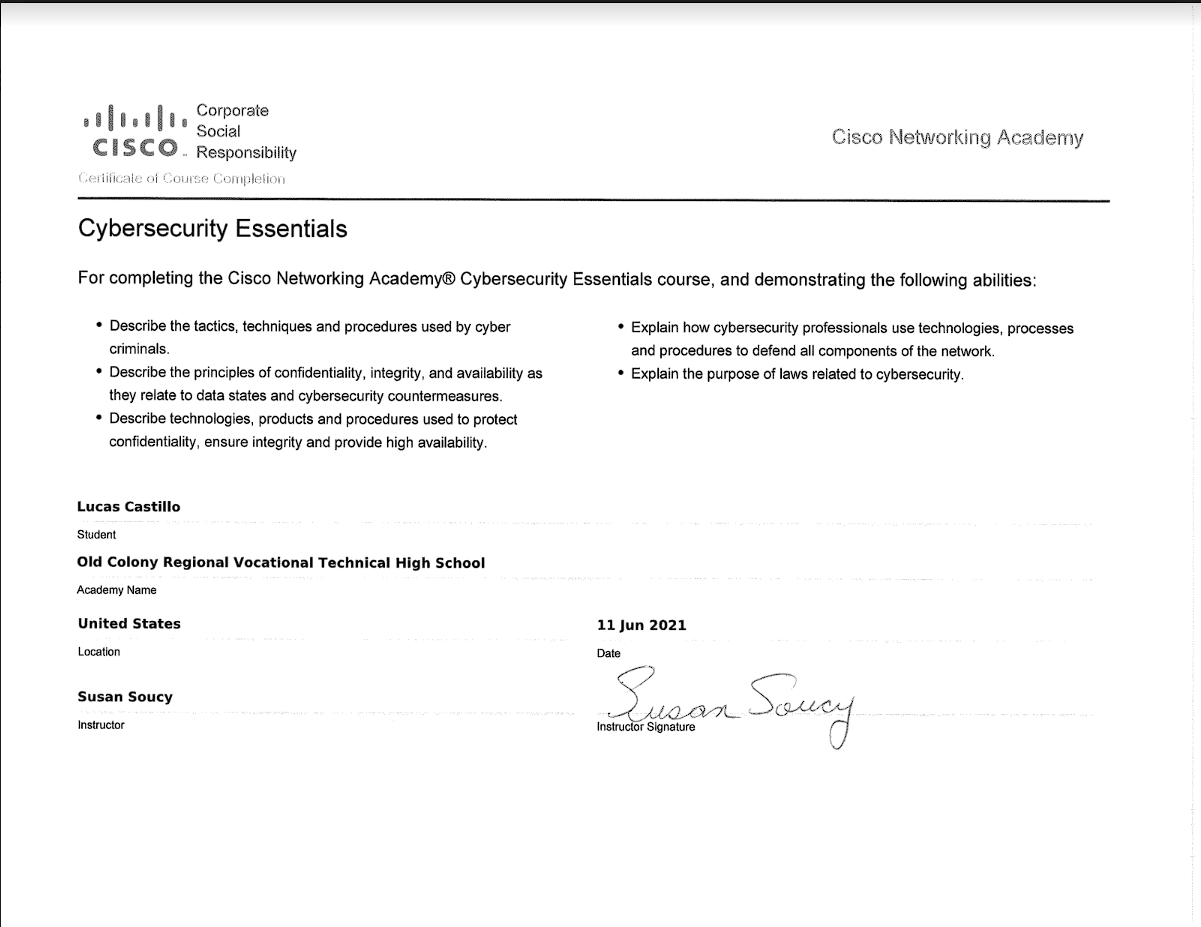 Corporate
Social
CISCO™ Responsibility
Cisco Networking Academy
Certificate of Course Completion
Cybersecurity Essentials
For completing the Cisco Networking Academy® Cybersecurity Essentials course, and demonstrating the following abilities:
• Describe the tactics, techniques and procedures used by cyber
criminals.
• Describe the principles of confidentiality, integrity, and availability as
they relate to data states and cybersecurity countermeasures.
• Describe technologies, products and procedures used to protect
confidentiality, ensure integrity and provide high availability.
• Explain how cybersecurity professionals use technologies, processes
and procedures to defend all components of the network.
• Explain the purpose of laws related to cybersecurity.
Lucas Castillo
Student
Old Colony Regional Vocational Technical High School
Academy Name
United States
Location
11 Jun 2021
Date
Susan Soucy
Instructor
Susan Soucy
Instructor Signature